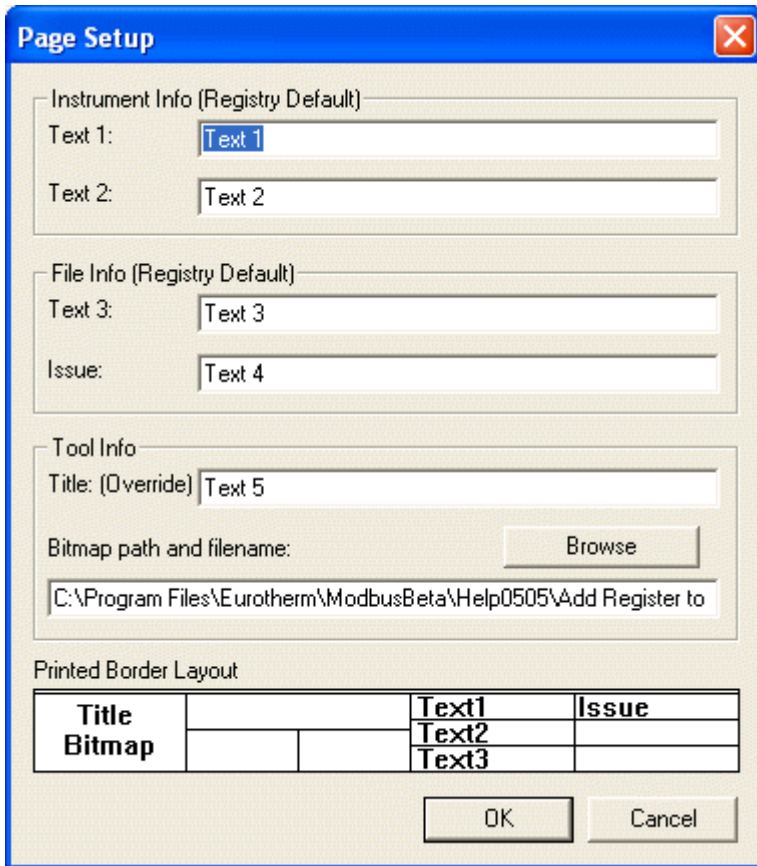 Page Setup
Instrument Info (Registry Default)
Text 1: Text 1
Text 2: Text 2
File Info (Registry Default)
Text 3: Text 3
Issue: Text 4
Tool Info
Title: (Override) Text 5
Bitmap path and filename: Browse
C:\Program Files\Eurotherm\ModbusBeta\Help0505\Add Register to
Printed Border Layout
Title Bitmap
Text1 Issue
Text2
Text3
OK Cancel